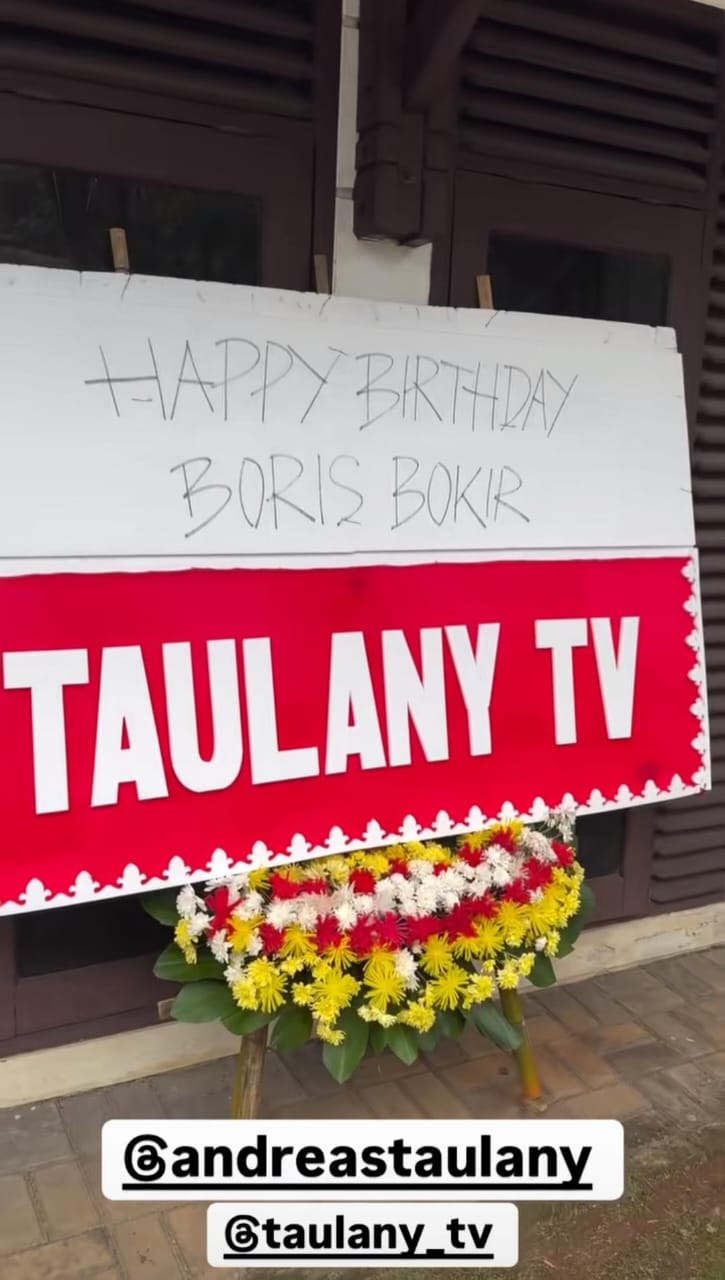 HAPPY BIRTHDAY
BORIS BOKIR
TAULANY TV
@andreastaulany
@taulany_tv